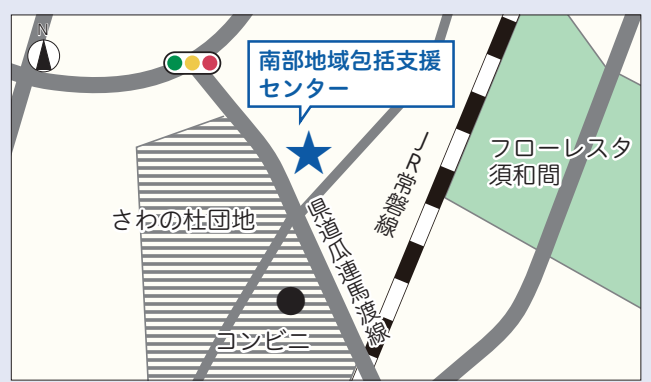 N
南部地域包括支援
センター
JR常磐線
フローレスタ
須和間
さわの杜団地
県道瓜連馬渡線
コンビニ